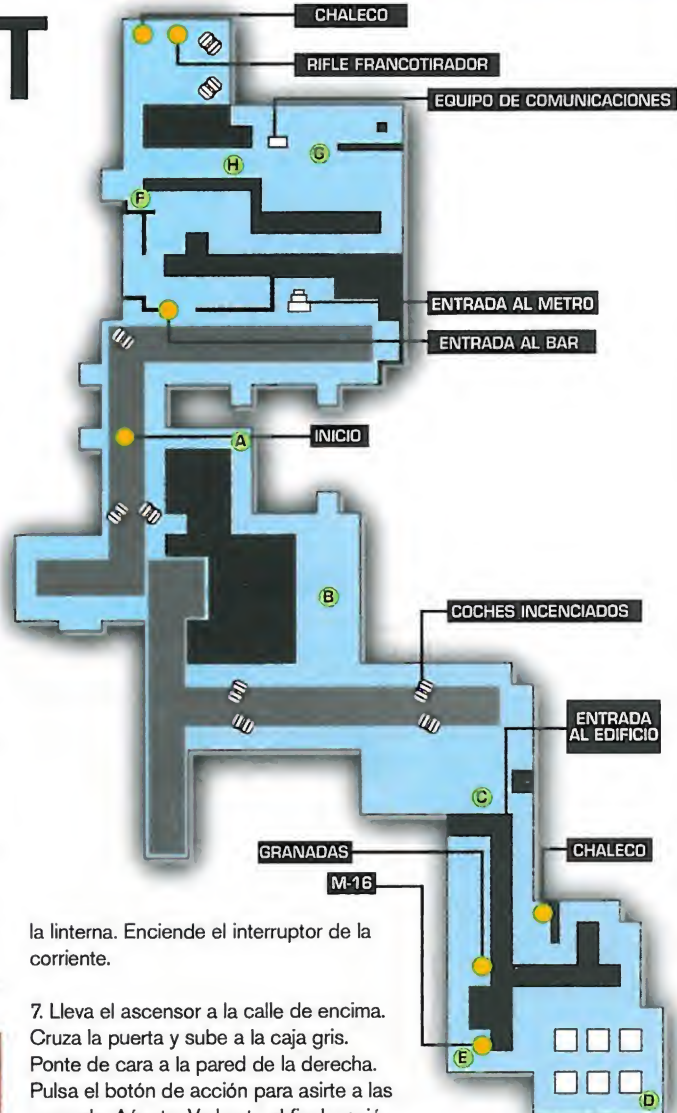 T
CHALECO
RIFLE FRANCOTIRADOR
EQUIPO DE COMUNICACIONES
H
G
F
ENTRADA AL METRO
ENTRADA AL BAR
A
INICIO
B
COCHES INCENCIADOS
ENTRADA
AL EDIFICIO
C
GRANADAS
CHALECO
M-16
E
D
la linterna. Enciende el interruptor de la
corriente.
7. Lleva el ascensor a la calle de encima.
Cruza la puerta y sube a la caja gris.
Ponte de cara a la pared de la derecha.
Pulsa el botón de acción para asirte a las